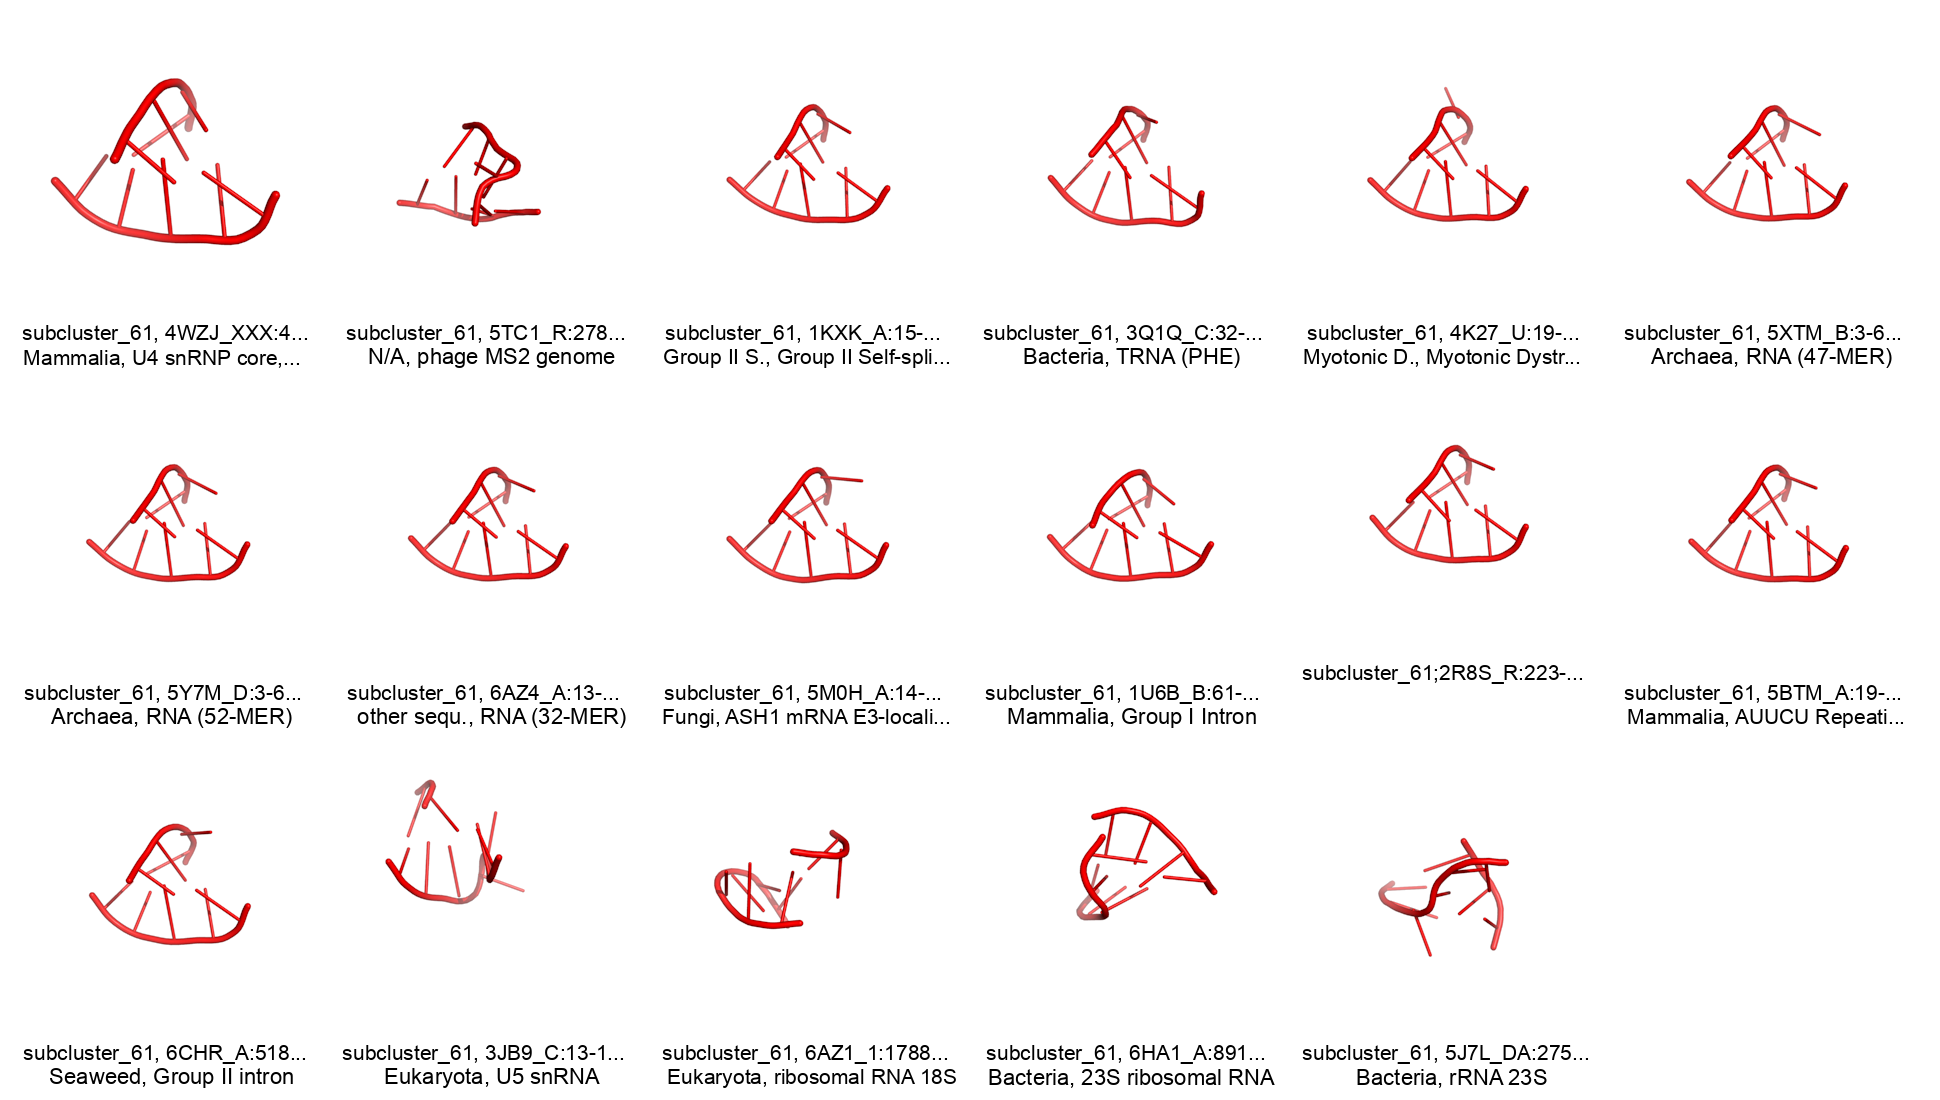 subcluster_61, 4WZJ_XXX:4...
Mammalia, U4 snRNP core,...
subcluster_61, 5TC1_R:278...
N/A, phage MS2 genome
subcluster_61, 1KXK_A:15-...
Group II S., Group II Self-spli...
subcluster_61, 3Q1Q_C:32-...
Bacteria, TRNA (PHE)
subcluster_61, 4K27_U:19-...
Myotonic D., Myotonic Dystr...
subcluster_61, 5XTM_B:3-6...
Archaea, RNA (47-MER)
subcluster_61, 5Y7M_D:3-6...
Archaea, RNA (52-MER)
subcluster_61, 6AZ4_A:13-...
other sequ., RNA (32-MER)
subcluster_61, 5M0H_A:14-...
Fungi, ASH1 mRNA E3-locali...
subcluster_61, 1U6B_B:61-...
Mammalia, Group I Intron
subcluster_61;2R8S_R:223-...
subcluster_61, 5BTM_A:19-...
Mammalia, AUUCU Repeati...
subcluster_61, 6CHR_A:518...
Seaweed, Group II intron
subcluster_61, 3JB9_C:13-1...
Eukaryota, U5 snRNA
subcluster_61, 6AZ1_1:1788...
Eukaryota, ribosomal RNA 18S
subcluster_61, 6HA1_A:891...
Bacteria, 23S ribosomal RNA
subcluster_61, 5J7L_DA:275...
Bacteria, rRNA 23S